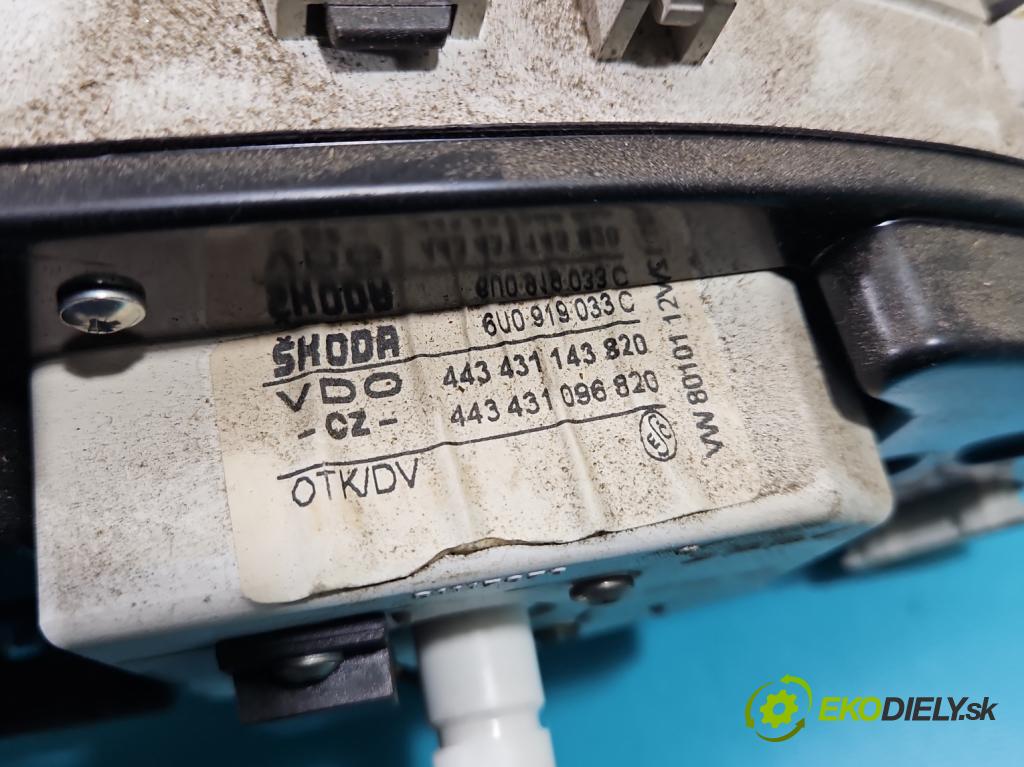 ŠKODA 6U0 919 033 C
VDO 443 431 143 820
- CZ - 443 431 096 820
OTK/DV
VW 80101 12V
EKODIELY.sk